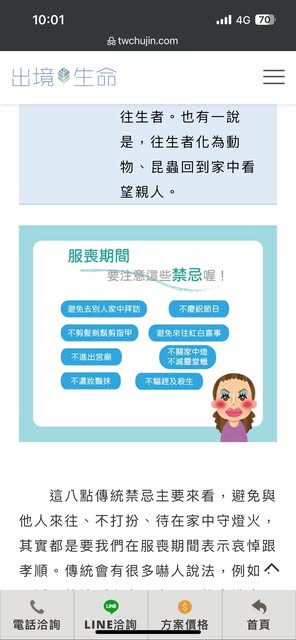 10:01
4G 70
twchujin.com
出境生命
往生者。也有一說
是，往生者化為動
物、昆蟲回到家中看
望親人。
服喪期間
要注意這些禁忌喔！
避免去別人家中拜訪
不慶祝節日
不剪髮剃鬍剪指甲
避免來往紅白喜事
不進出宮廟
不關家中燈
不滅靈堂蠟
不濃妝豔抹
不驅趕及殺生
這八點傳統禁忌主要來看，避免與
他人來往、不打扮、待在家中守燈火，
其實都是要我們在服喪期間表示哀悼跟
孝順。傳統會有很多嚇人說法，例如：
電話洽詢
LINE
LINE洽詢
$
方案價格
首頁